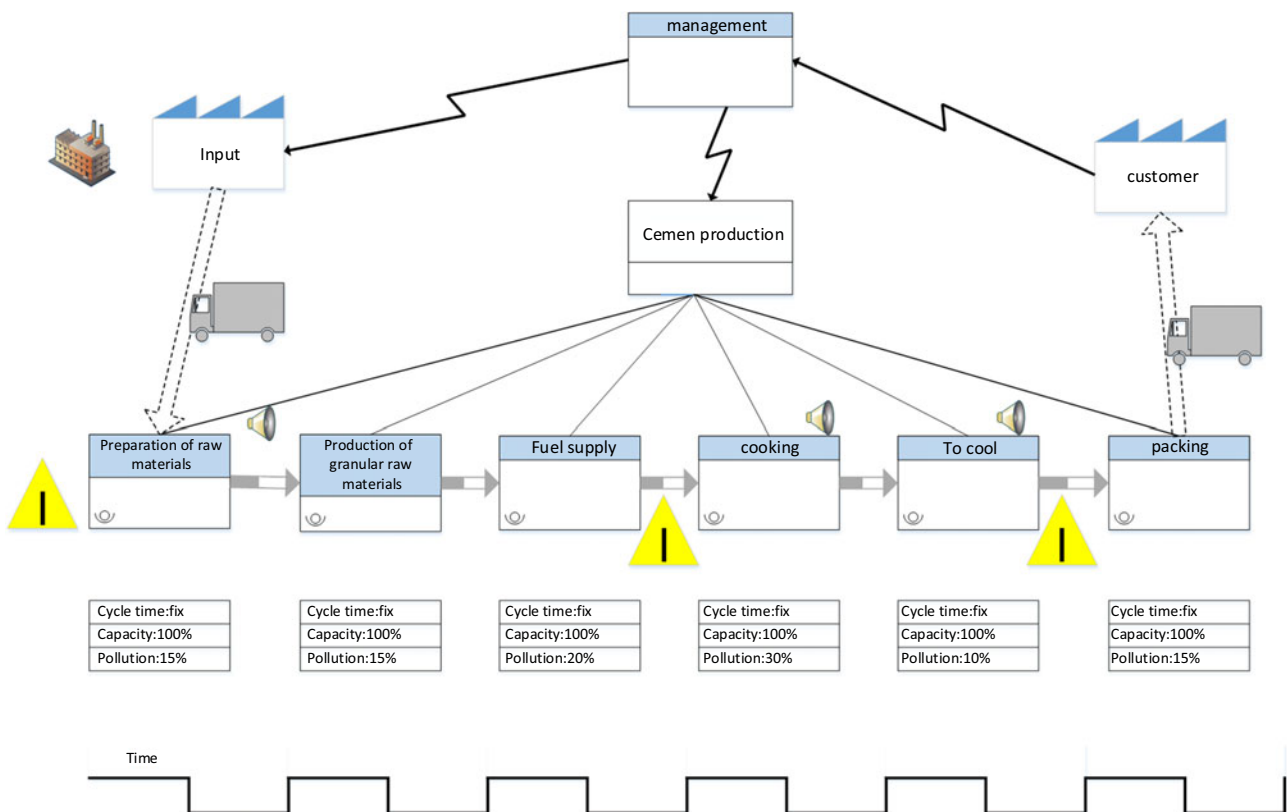 management
Input
customer
Cemen production
Preparation of raw
materials
Production of
granular raw
materials
Fuel supply
cooking
To cool
packing
I
I
I
Cycle time:fix
Capacity:100%
Pollution:15%
Cycle time:fix
Capacity:100%
Pollution:15%
Cycle time:fix
Capacity:100%
Pollution:20%
Cycle time:fix
Capacity:100%
Pollution:30%
Cycle time:fix
Capacity:100%
Pollution:10%
Cycle time:fix
Capacity:100%
Pollution:15%
Time